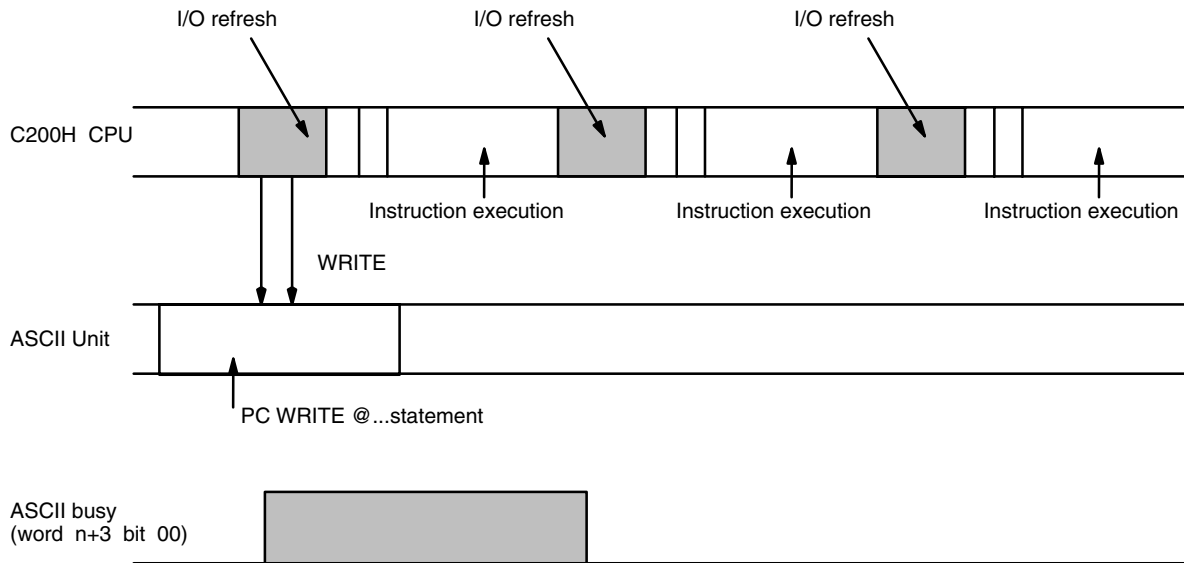 I/O refresh I/O refresh I/O refresh
C200H CPU
Instruction execution Instruction execution Instruction execution
WRITE
ASCII Unit
PC WRITE @...statement
ASCII busy
(word n+3 bit 00)